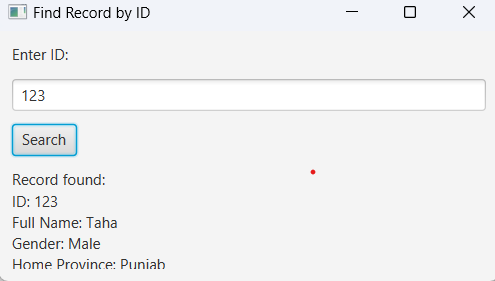 Find Record by ID
Enter ID:
123
Search
Record found:
ID: 123
Full Name: Taha
Gender: Male
Home Province: Punjab